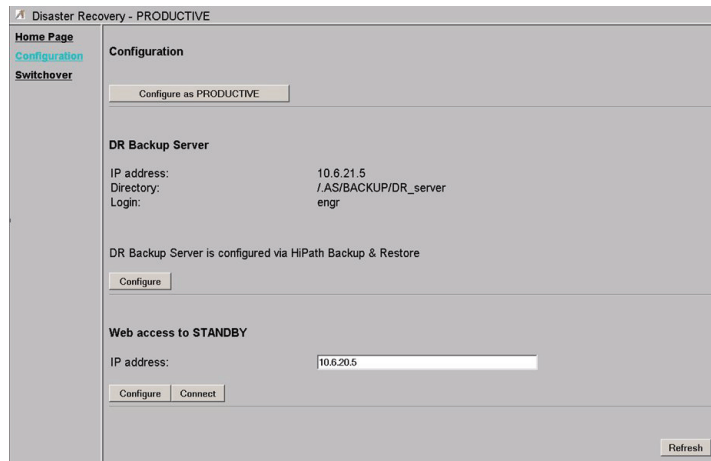 Disaster Recovery - PRODUCTIVE
Home Page
Configuration
Switchover
Configuration
Configure as PRODUCTIVE
DR Backup Server
IP address: 10.6.21.5
Directory: /.AS/BACKUP/DR_server
Login: engr
DR Backup Server is configured via HiPath Backup & Restore
Configure
Web access to STANDBY
IP address: 10.6.20.5
Configure Connect
Refresh